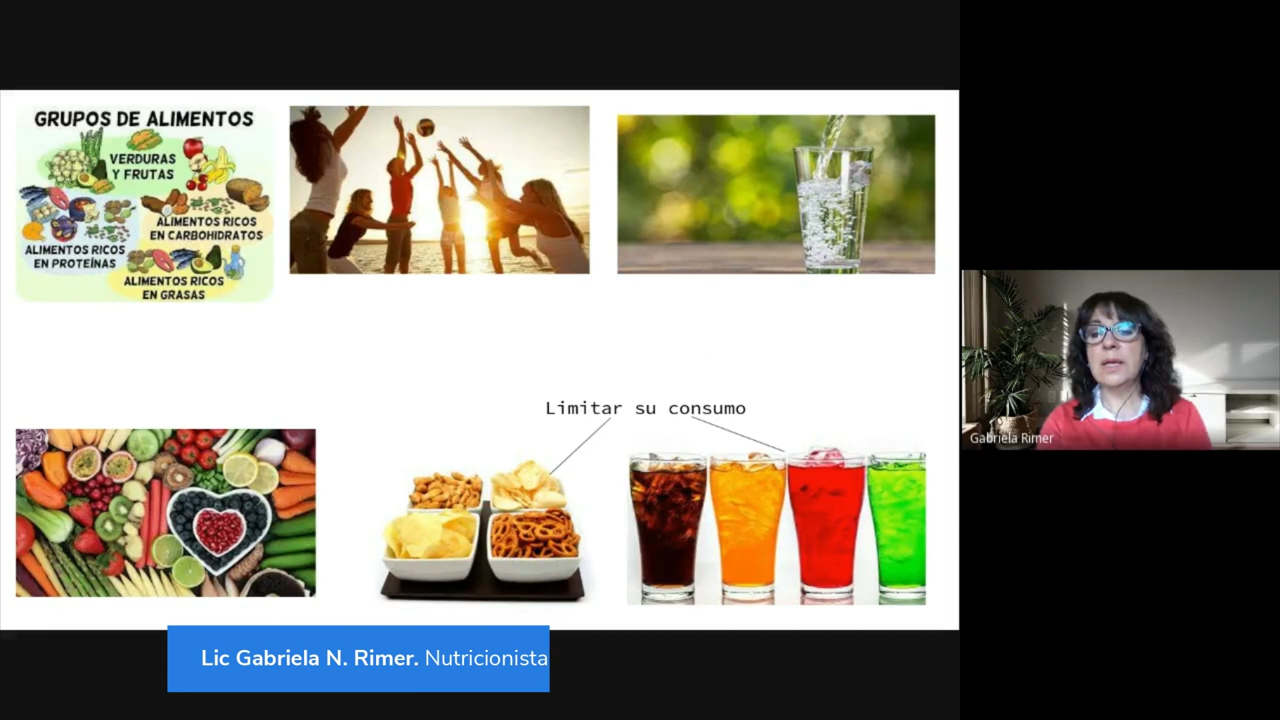 GRUPOS DE ALIMENTOS
VERDURAS
Y FRUTAS
ALIMENTOS RICOS
EN CARBOHIDRATOS
ALIMENTOS RICOS
EN PROTEÍNAS
ALIMENTOS RICOS
EN GRASAS
Limitar su consumo
Gabriela Rimer
Lic Gabriela N. Rimer. Nutricionista